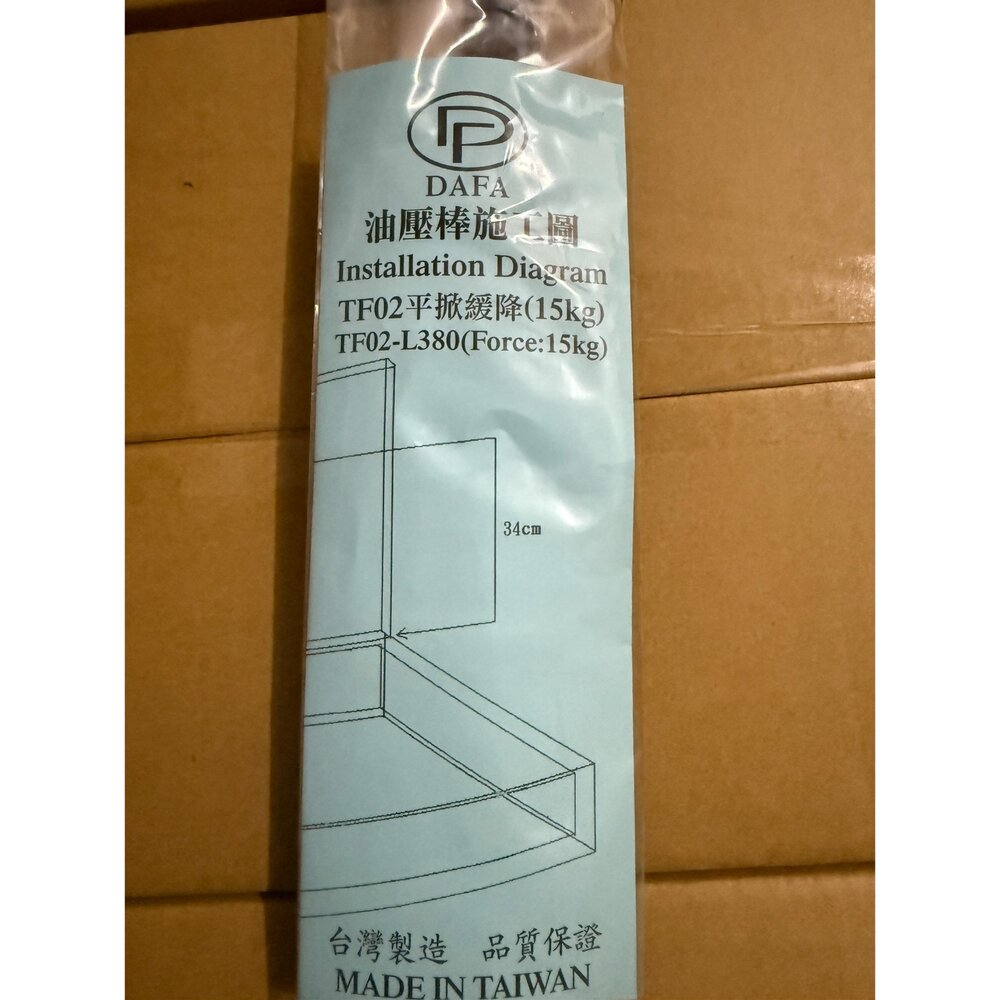 DAFA
油壓棒施工圖
Installation Diagram
TF02平掀緩降(15kg)
TF02-L380(Force:15kg)
34cm
台灣製造 品質保證
MADE IN TAIWAN